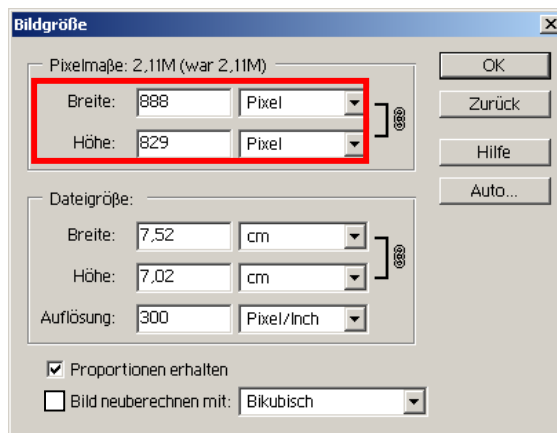 Bildgröße
Pixelmaße: 2,11M (war 2,11M)
Breite: 888 Pixel
Höhe: 829 Pixel
Dateigröße:
Breite: 7,52 cm
Höhe: 7,02 cm
Auflösung: 300 Pixel/Inch
Proportionen erhalten
Bild neuberechnen mit: Bikubisch
OK
Zurück
Hilfe
Auto...